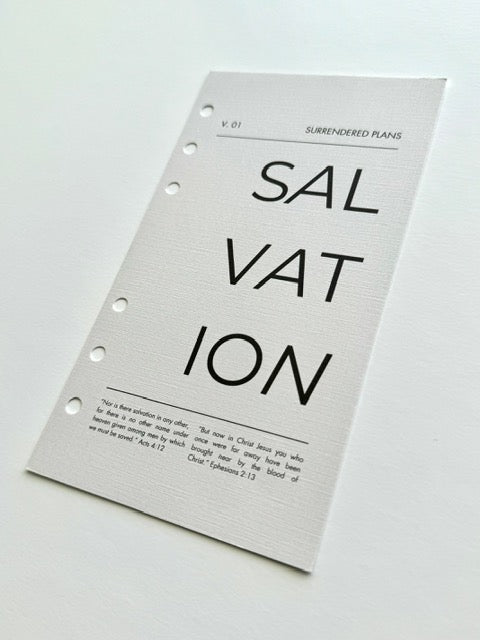 V. 01
SURRENDERED PLANS
SAL
VAT
ION
"Nor is there salvation in any other,
for there is no other name under
heaven given among men by which
we must be saved." Acts 4:12
"But now in Christ Jesus you who
once were far away have been
brought near by the blood of
Christ." Ephesians 2:13